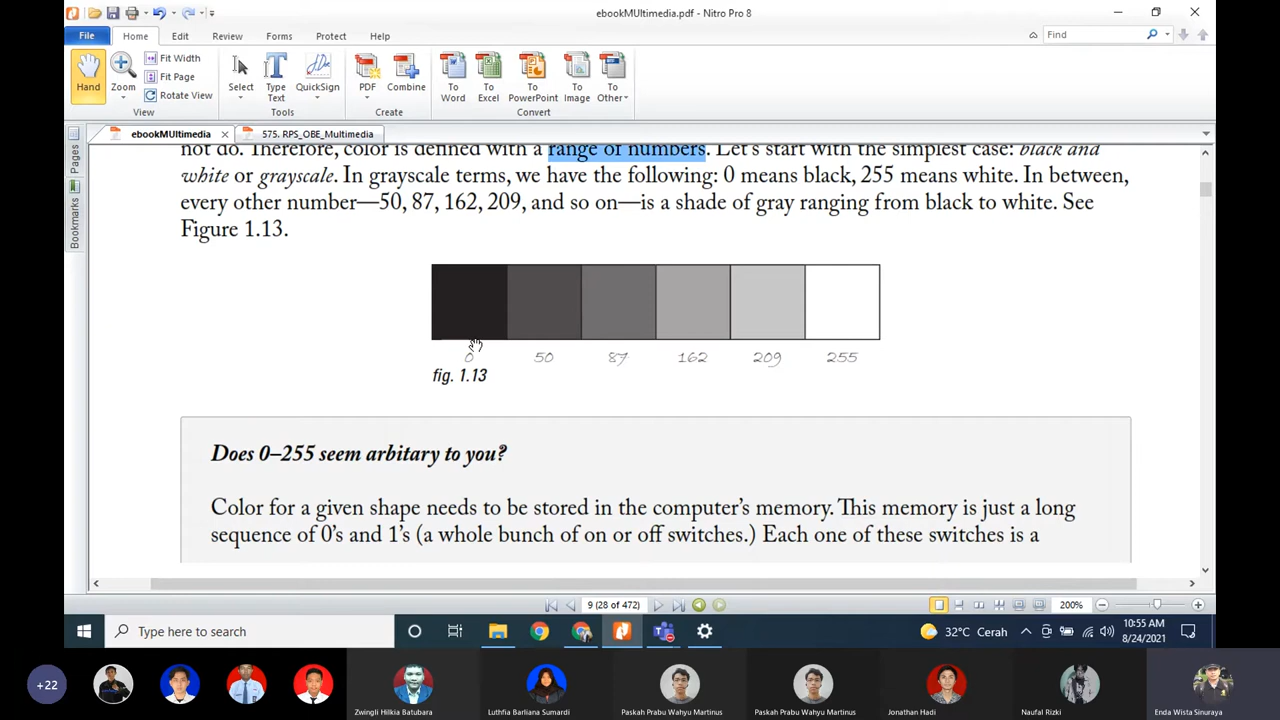 ebookMUltimedia.pdf - Nitro Pro 8
File Home Edit Review Forms Protect Help Find
Hand
Zoom
Fit Width
Fit Page
Rotate View
View
Select
Type Text
QuickSign
Tools
PDF
Combine
Create
To Word
To Excel
To PowerPoint
To Image
To Other
Convert
ebookMUltimedia
575. RPS_OBE_Multimedia
Pages
Bookmarks
not do. Therefore, color is defined with a range of numbers. Let's start with the simplest case: black and
white or grayscale. In grayscale terms, we have the following: 0 means black, 255 means white. In between,
every other number—50, 87, 162, 209, and so on—is a shade of gray ranging from black to white. See
Figure 1.13.
0 50 87 162 209 255
fig. 1.13
Does 0–255 seem arbitary to you?
Color for a given shape needs to be stored in the computer's memory. This memory is just a long
sequence of 0's and 1's (a whole bunch of on or off switches.) Each one of these switches is a
9 (28 of 472)
200%
Type here to search
32°C Cerah
10:55 AM
8/24/2021
+22
Zwingli Hilkia Batubara
Luthfia Barliana Sumardi
Paskah Prabu Wahyu Martinus
Paskah Prabu Wahyu Martinus
Jonathan Hadi
Naufal Rizki
Enda Wista Sinuraya